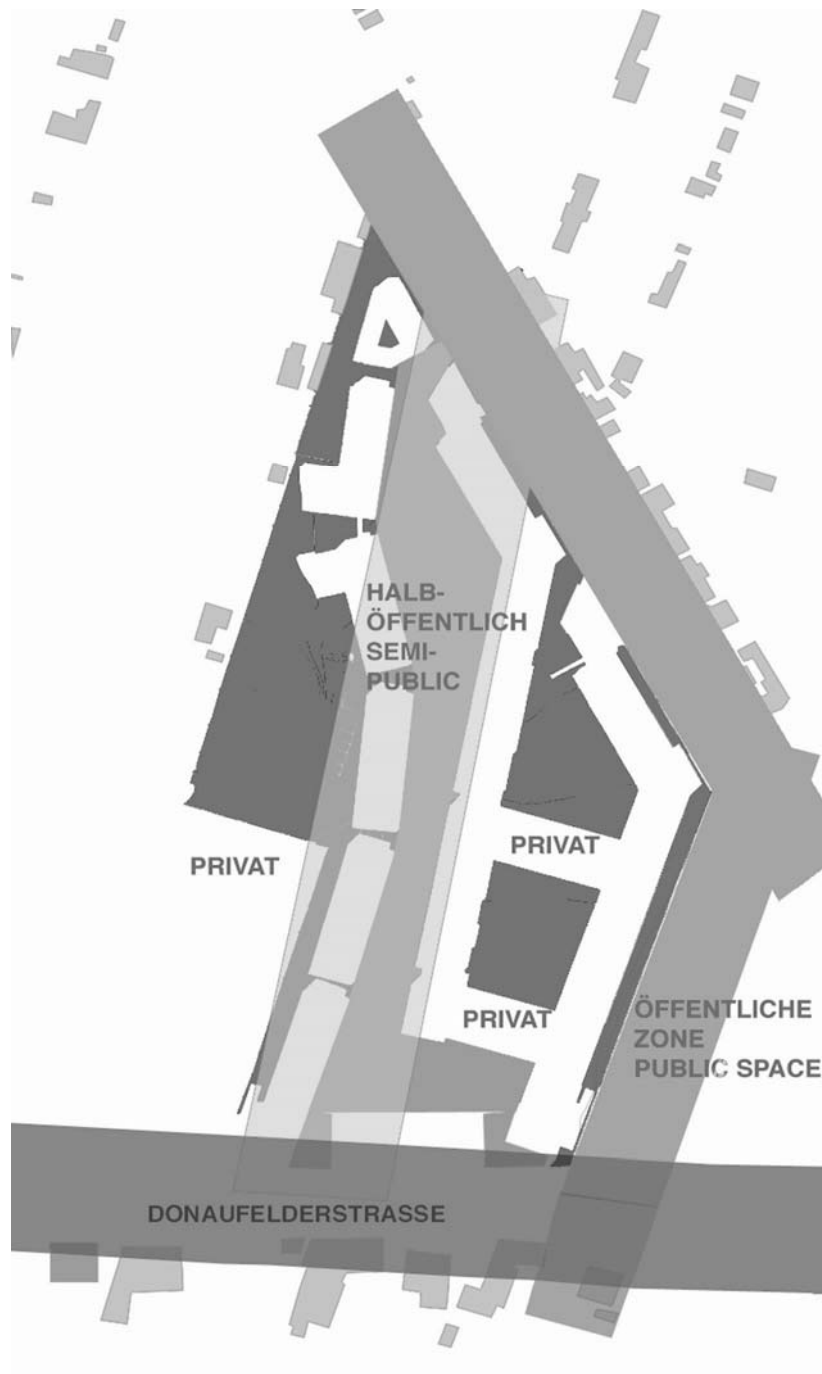 HALB-
ÖFFENTLICH
SEMI-
PUBLIC
PRIVAT
PRIVAT
PRIVAT
ÖFFENTLICHE
ZONE
PUBLIC SPACE
DONAUFELDERSTRASSE